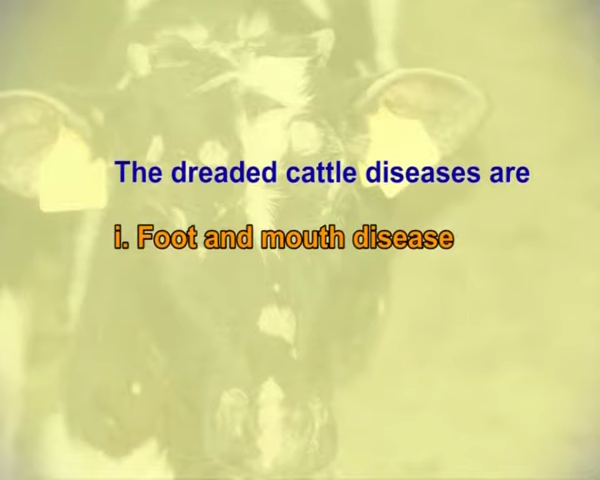 The dreaded cattle diseases are
i. Foot and mouth disease